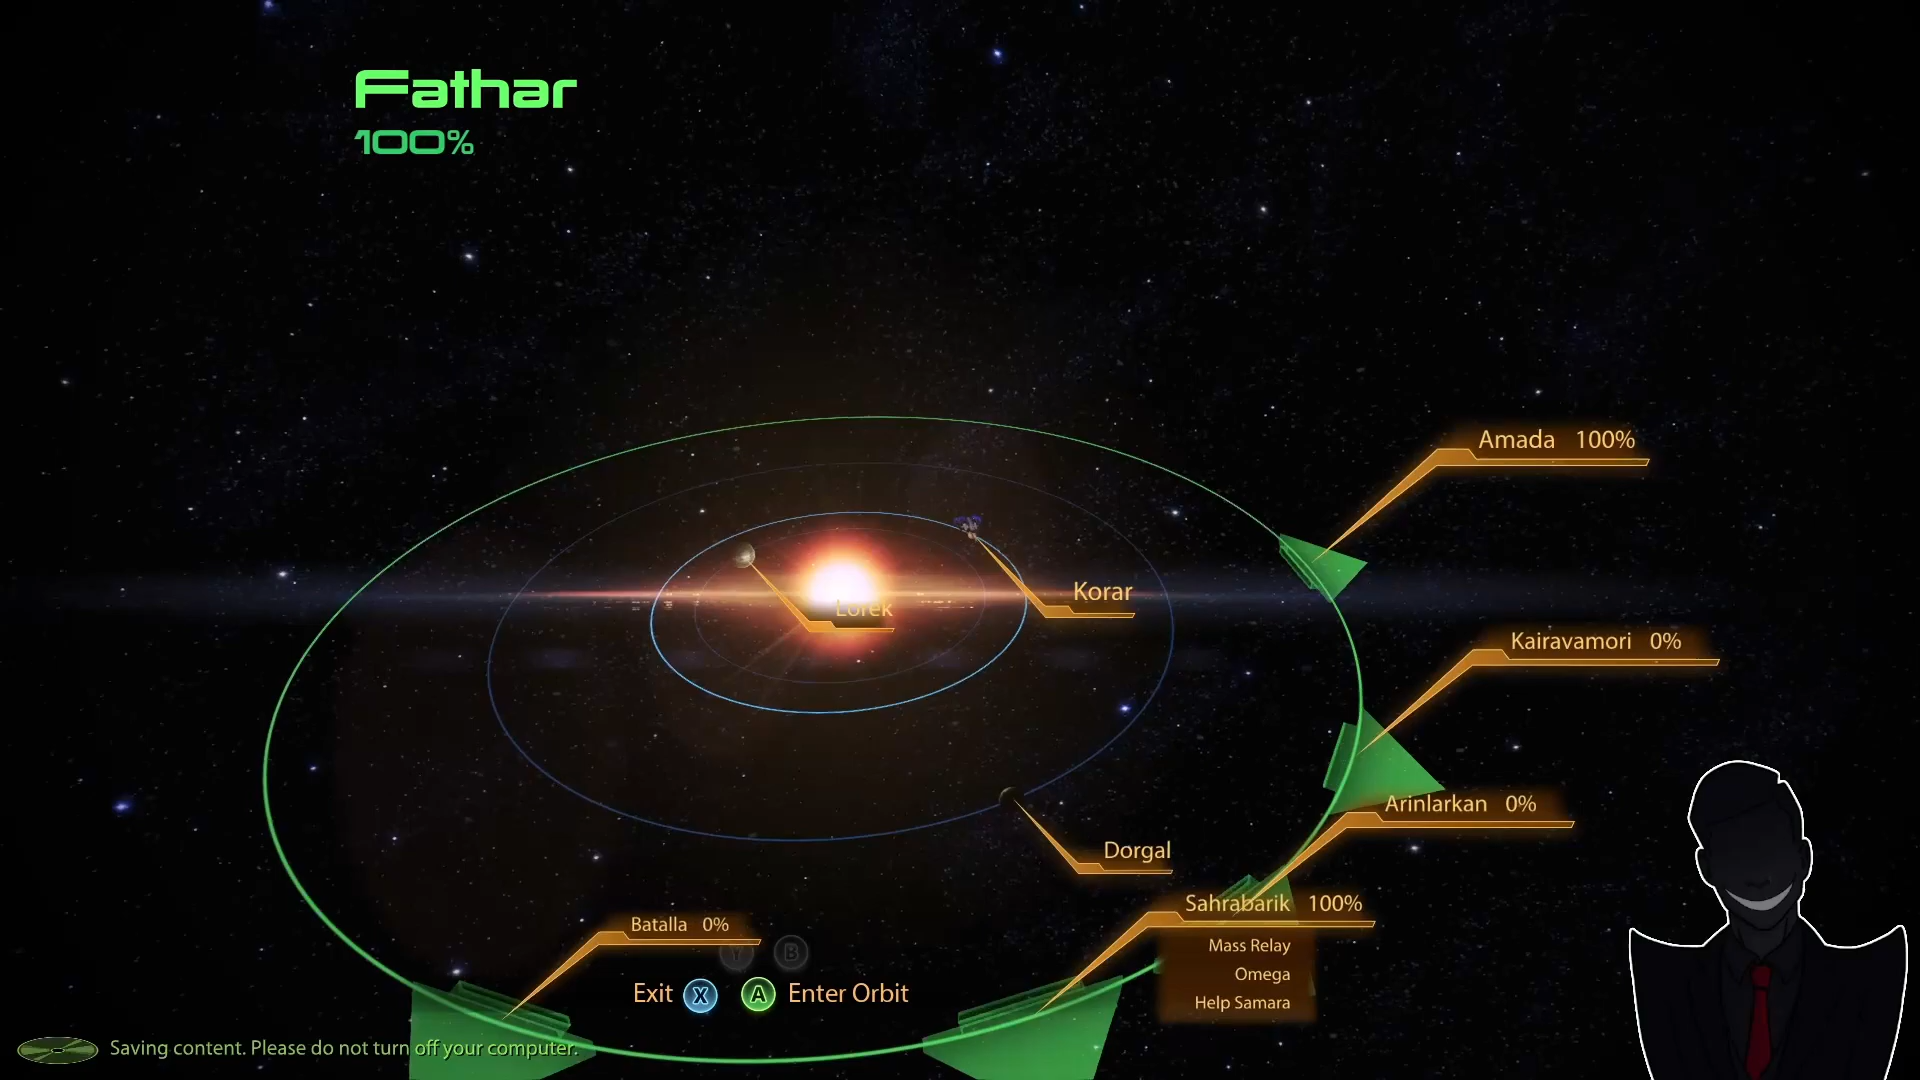 Fathar
100%
Amada 100%
Lorek
Korar
Kairavamori 0%
Arinlarkan 0%
Dorgal
Sahrabarik 100%
Mass Relay
Omega
Help Samara
Batalla 0%
Y B
Exit X A Enter Orbit
Saving content. Please do not turn off your computer.